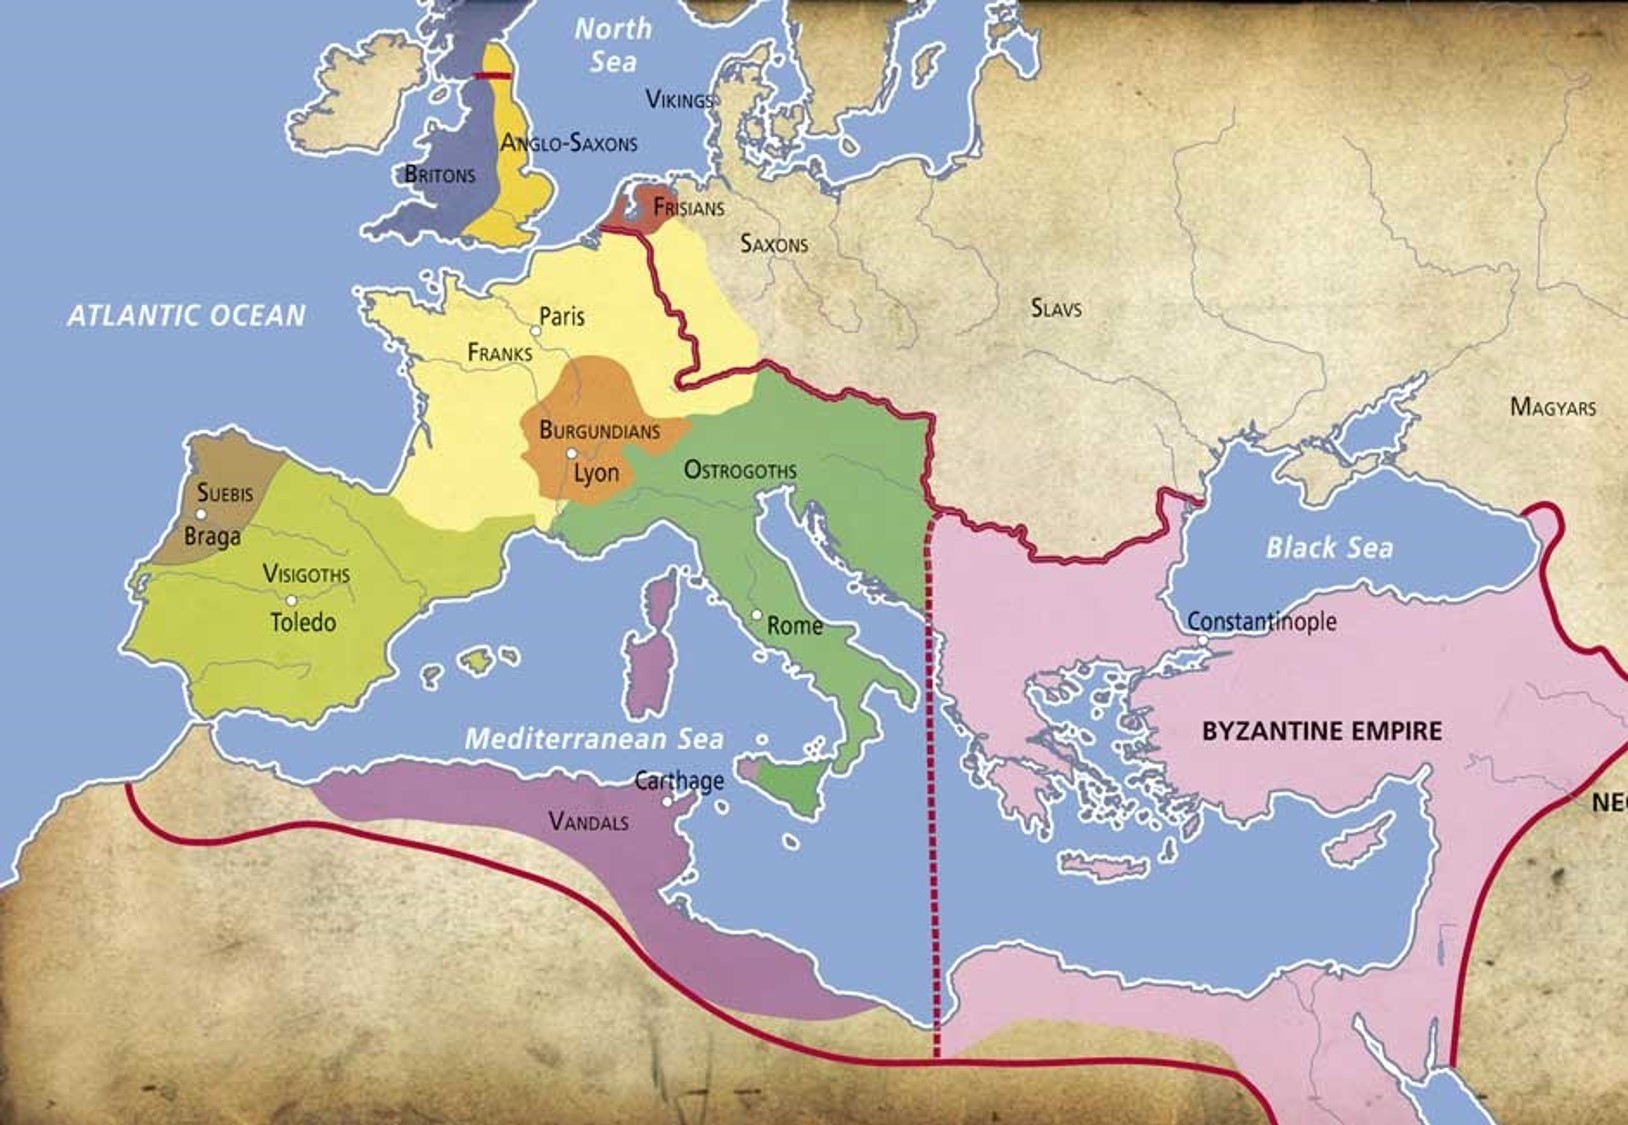 North
Sea
VIKINGS
ANGLO-SAXONS
BRITONS
FRISIANS
SAXONS
SLAVS
ATLANTIC OCEAN
Paris
FRANKS
MAGYARS
BURGUNDIANS
Lyon
OSTROGOTHS
SUEBIS
Braga
VISIGOTHS
Toledo
Black Sea
Constantinople
Rome
Mediterranean Sea
BYZANTINE EMPIRE
Carthage
VANDALS
NEO